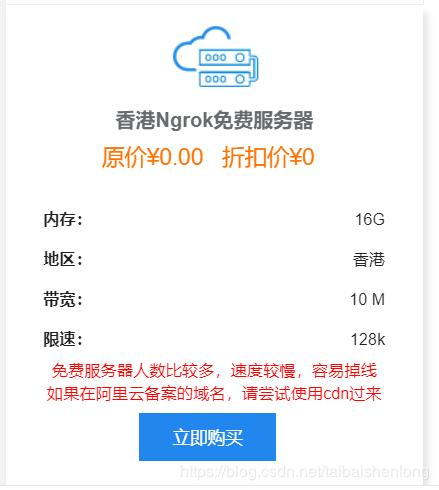 香港Ngrok免费服务器
原价¥0.00 折扣价¥0
内存： 16G
地区： 香港
带宽： 10 M
限速： 128k
免费服务器人数比较多，速度较慢，容易掉线
如果在阿里云备案的域名，请尝试使用cdn过来
立即购买
https://blog.csdn.net/taibaishenlong